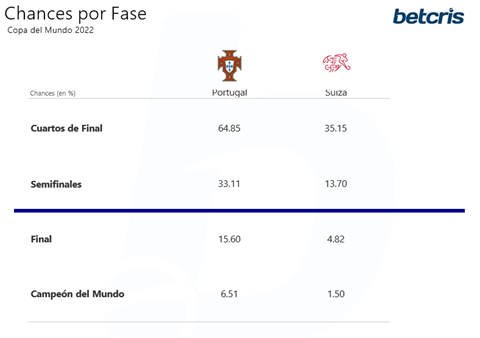 Chances por Fase
Copa del Mundo 2022
betcris
Chances (en %) Portugal Suiza
Cuartos de Final 64.85 35.15
Semifinales 33.11 13.70
Final 15.60 4.82
Campeón del Mundo 6.51 1.50